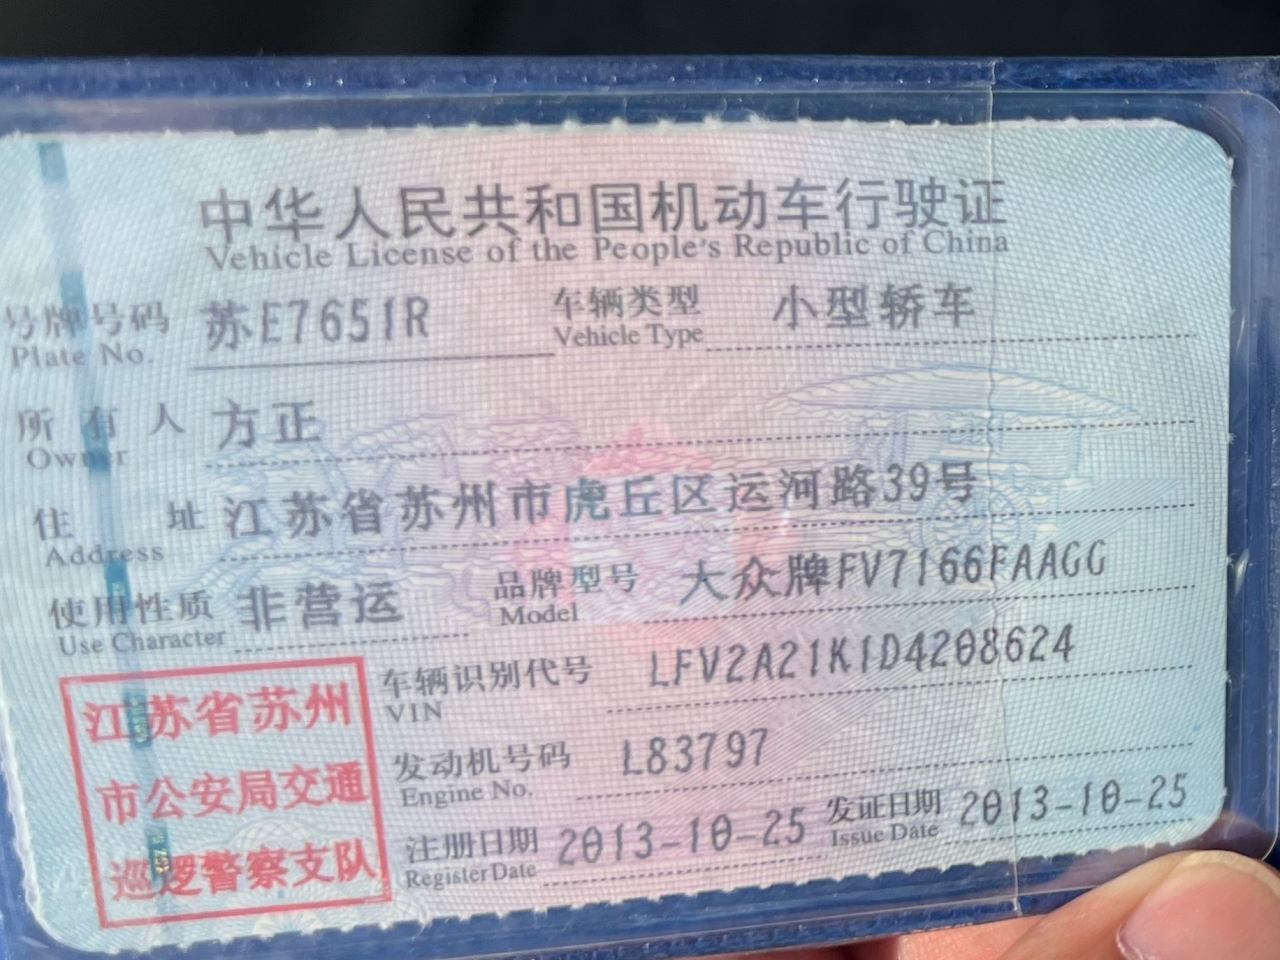 中华人民共和国机动车行驶证
Vehicle License of the People's Republic of China
号牌号码 苏E7651R 车辆类型 小型轿车
Plate No. Vehicle Type
所有人 方正
Owner
住址 江苏省苏州市虎丘区运河路39号
Address
使用性质 非营运 品牌型号 大众牌FV7166FAAGG
Use Character Model
车辆识别代号 LFV2A21K1D4208624
VIN
发动机号码 L83797
Engine No.
注册日期 2013-10-25 发证日期 2013-10-25
Register Date Issue Date
江苏省苏州
市公安局交通
巡逻警察支队